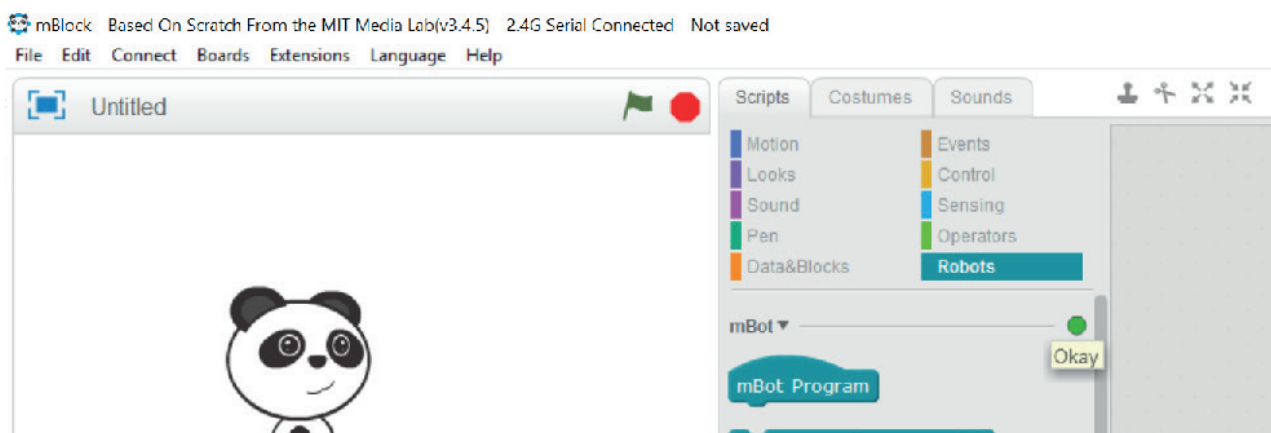 mBlock Based On Scratch From the MIT Media Lab(v3.4.5) 2.4G Serial Connected Not saved
File Edit Connect Boards Extensions Language Help
Untitled
Scripts Costumes Sounds
Motion Events
Looks Control
Sound Sensing
Pen Operators
Data&Blocks Robots
mBot
Okay
mBot Program